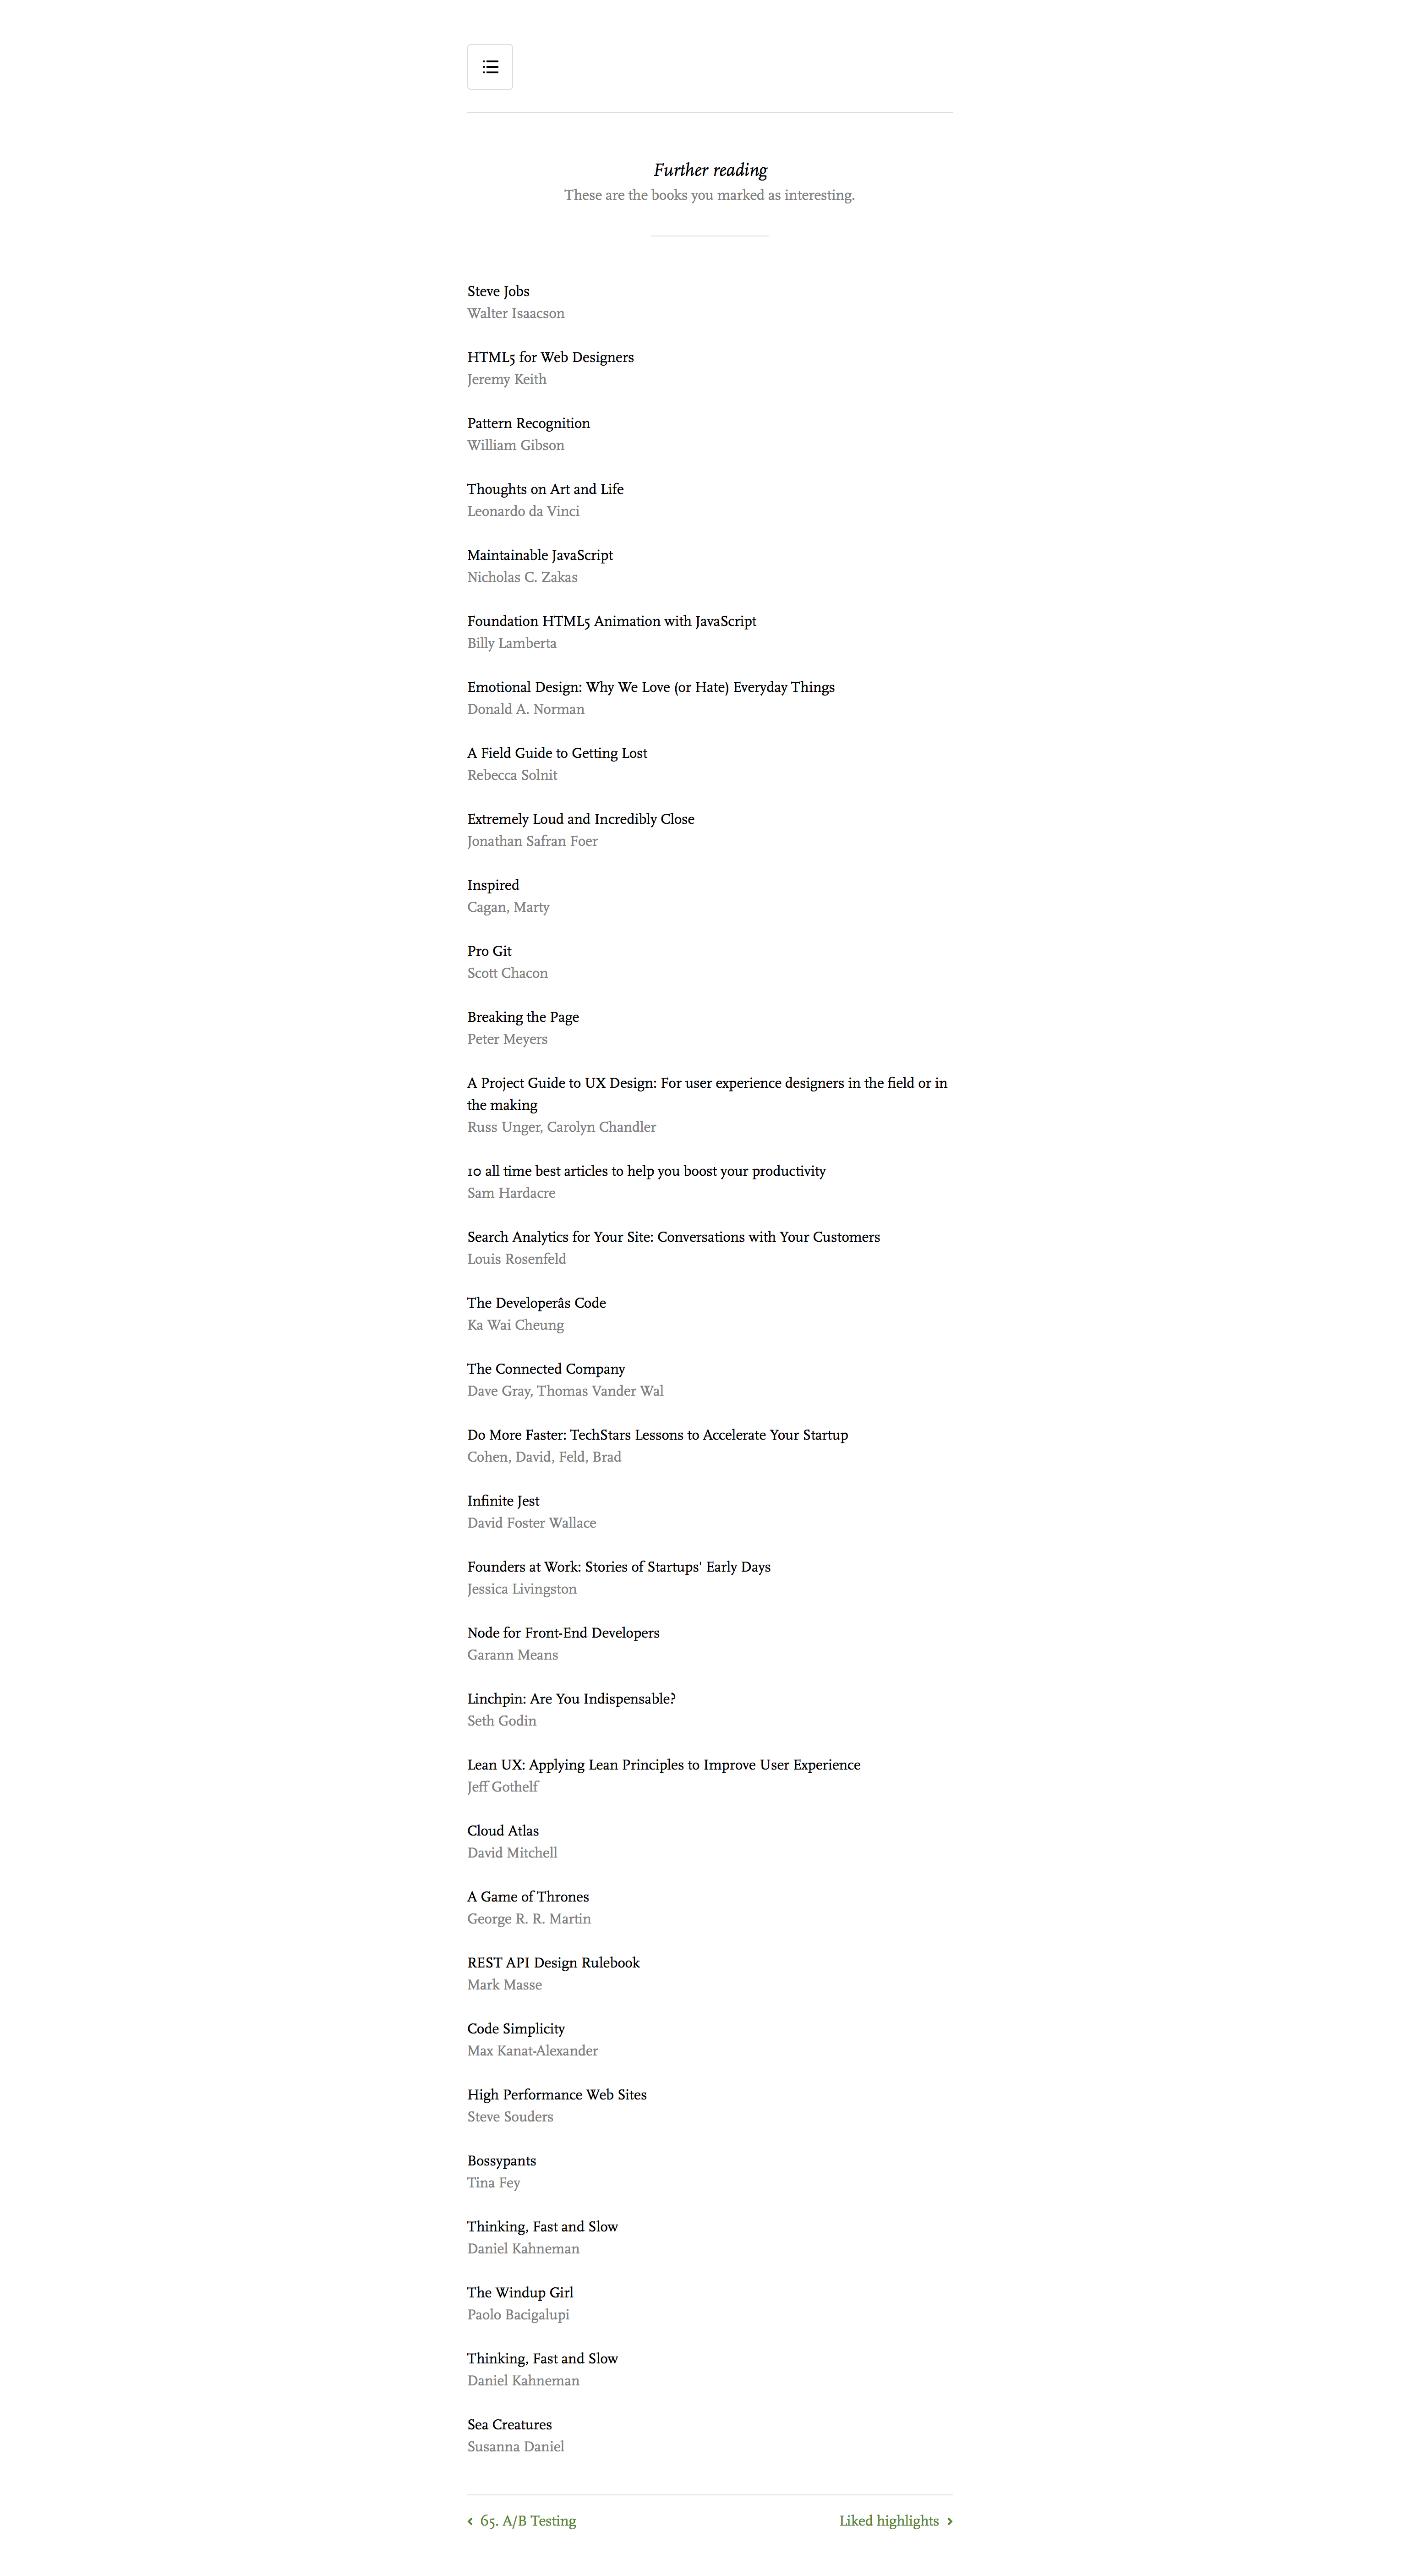 Further reading
These are the books you marked as interesting.
Steve Jobs
Walter Isaacson
HTML5 for Web Designers
Jeremy Keith
Pattern Recognition
William Gibson
Thoughts on Art and Life
Leonardo da Vinci
Maintainable JavaScript
Nicholas C. Zakas
Foundation HTML5 Animation with JavaScript
Billy Lamberta
Emotional Design: Why We Love (or Hate) Everyday Things
Donald A. Norman
A Field Guide to Getting Lost
Rebecca Solnit
Extremely Loud and Incredibly Close
Jonathan Safran Foer
Inspired
Cagan, Marty
Pro Git
Scott Chacon
Breaking the Page
Peter Meyers
A Project Guide to UX Design: For user experience designers in the field or in
the making
Russ Unger, Carolyn Chandler
10 all time best articles to help you boost your productivity
Sam Hardacre
Search Analytics for Your Site: Conversations with Your Customers
Louis Rosenfeld
The Developerâs Code
Ka Wai Cheung
The Connected Company
Dave Gray, Thomas Vander Wal
Do More Faster: TechStars Lessons to Accelerate Your Startup
Cohen, David, Feld, Brad
Infinite Jest
David Foster Wallace
Founders at Work: Stories of Startups' Early Days
Jessica Livingston
Node for Front-End Developers
Garann Means
Linchpin: Are You Indispensable?
Seth Godin
Lean UX: Applying Lean Principles to Improve User Experience
Jeff Gothelf
Cloud Atlas
David Mitchell
A Game of Thrones
George R. R. Martin
REST API Design Rulebook
Mark Masse
Code Simplicity
Max Kanat-Alexander
High Performance Web Sites
Steve Souders
Bossypants
Tina Fey
Thinking, Fast and Slow
Daniel Kahneman
The Windup Girl
Paolo Bacigalupi
Thinking, Fast and Slow
Daniel Kahneman
Sea Creatures
Susanna Daniel
65. A/B Testing
Liked highlights